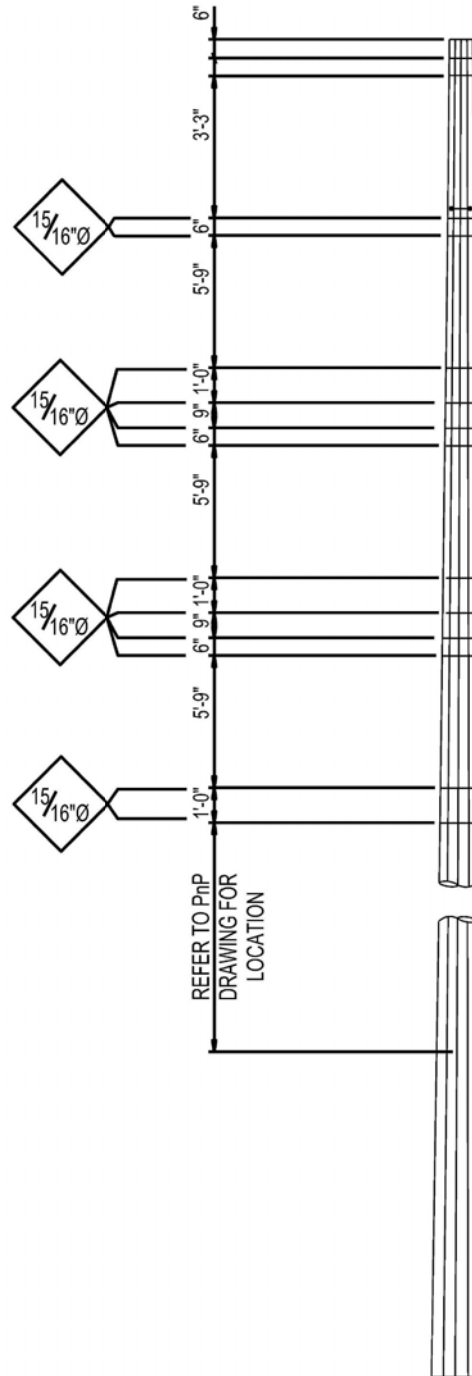 6"
3'-3"
15/16"Ø
6"
5'-9"
15/16"Ø
1'-0"
9"
6"
5'-9"
15/16"Ø
1'-0"
9"
6"
5'-9"
15/16"Ø
1'-0"
REFER TO PnP
DRAWING FOR
LOCATION